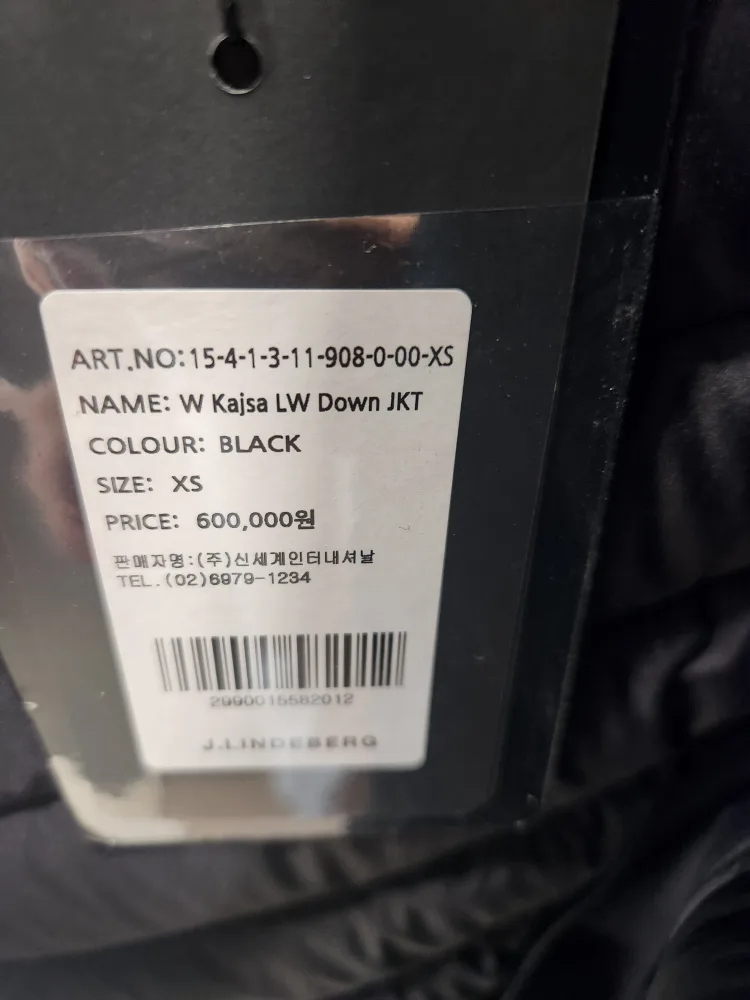 ART.NO:15-4-1-3-11-908-0-00-XS
NAME: W Kajsa LW Down JKT
COLOUR: BLACK
SIZE: XS
PRICE: 600,000원
판매자명:(주)신세계인터내셔날
TEL.(02)6979-1234
2990015582012
J.LINDEBERG